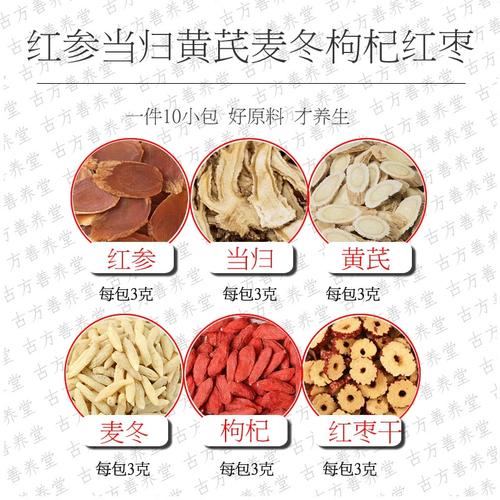 红参当归黄芪麦冬枸杞红枣
一件10小包 好原料 才养生
红参 当归 黄芪
每包3克 每包3克 每包3克
麦冬 枸杞 红枣干
每包3克 每包3克 每包3克
古方善养堂